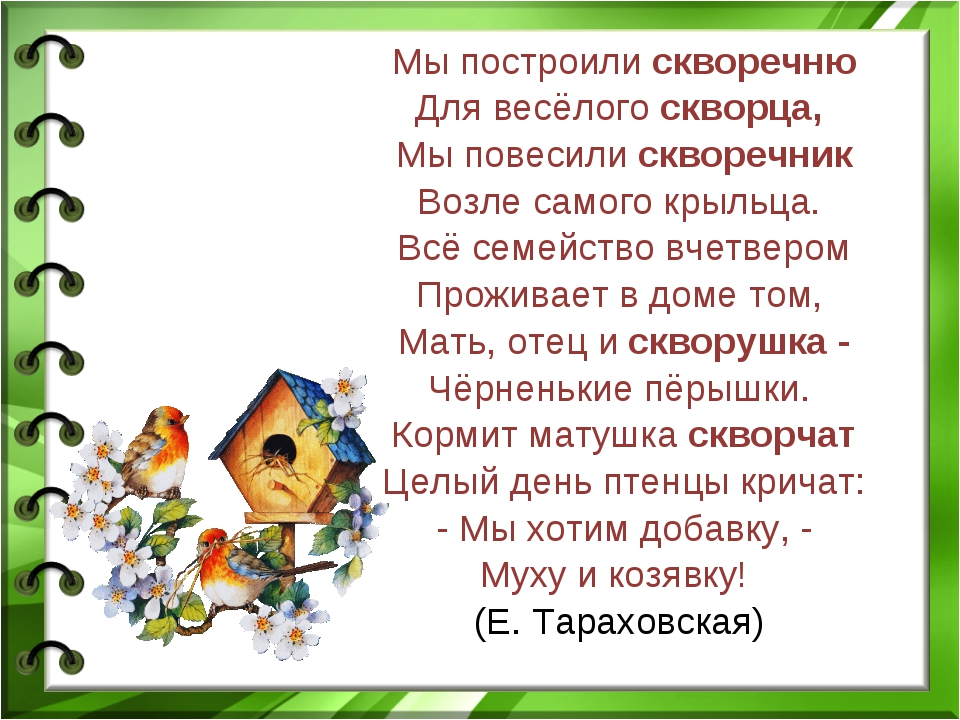 Мы построили скворечню
Для весёлого скворца,
Мы повесили скворечник
Возле самого крыльца.
Всё семейство вчетвером
Проживает в доме том,
Мать, отец и скворушка -
Чёрненькие пёрышки.
Кормит матушка скворчат
Целый день птенцы кричат:
- Мы хотим добавку, -
Муху и козявку!
(Е. Тараховская)